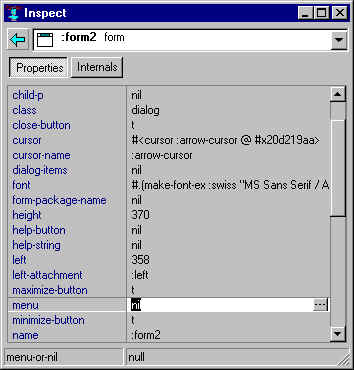 Inspect
:form2 form
Properties Internals
child-p nil
class dialog
close-button t
cursor #<cursor :arrow-cursor @ #x20d219aa>
cursor-name :arrow-cursor
dialog-items nil
font #.(make-font-ex :swiss "MS Sans Serif / A
form-package-name nil
height 370
help-button nil
help-string nil
left 358
left-attachment :left
maximize-button t
menu nil ...
minimize-button t
name :form2
menu-or-nil null